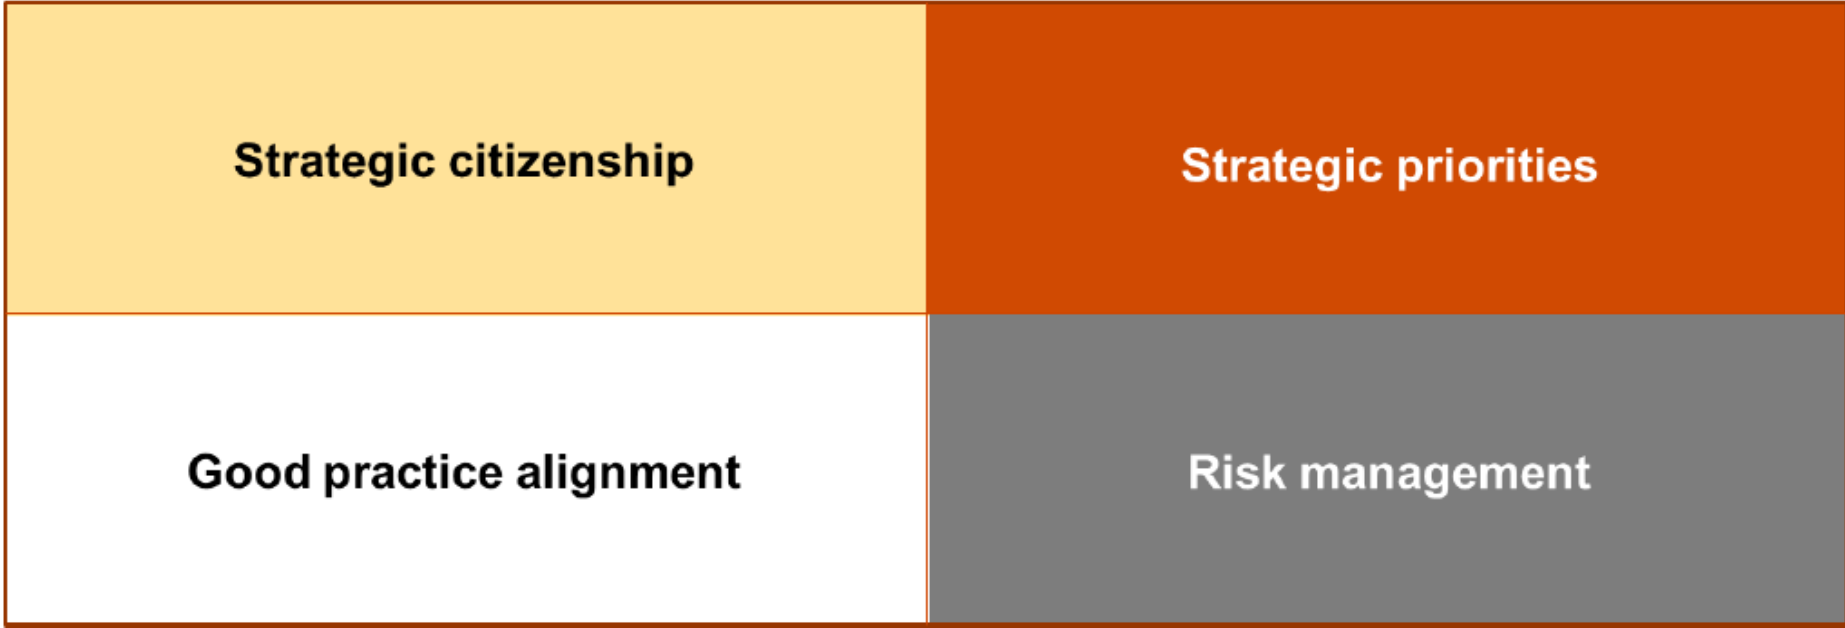 Strategic citizenship
Strategic priorities
Good practice alignment
Risk management